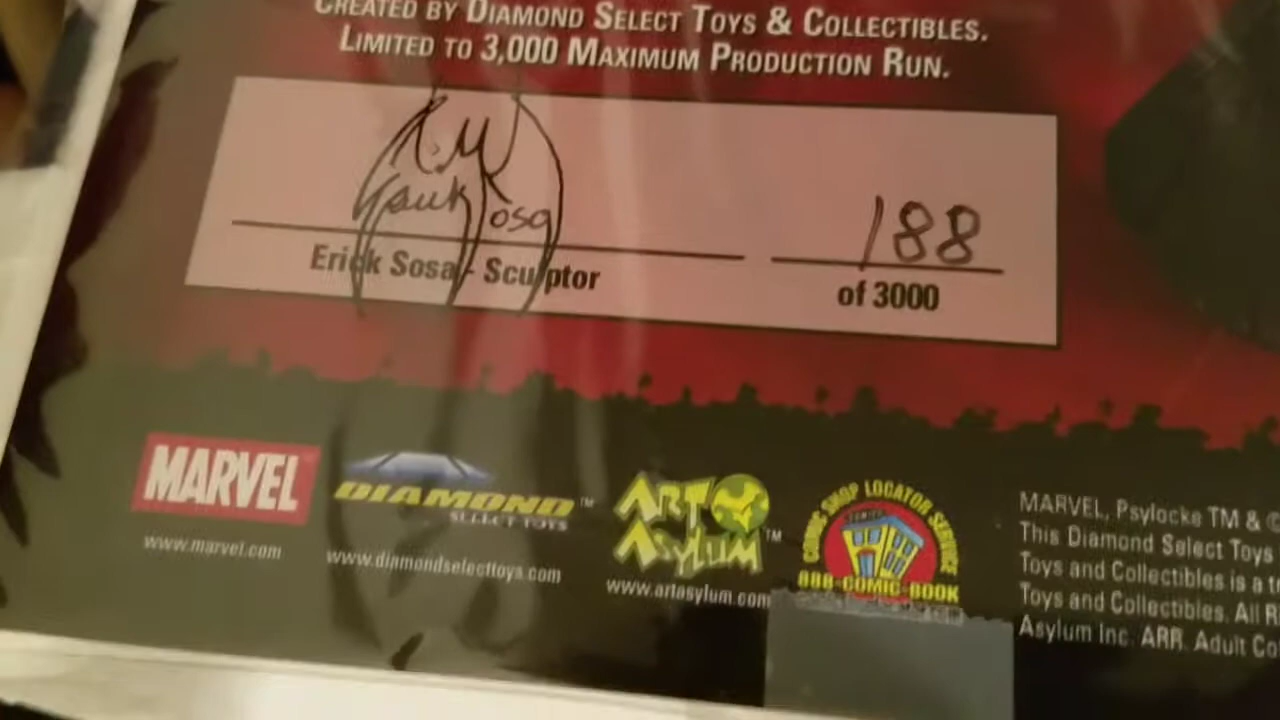 CREATED BY DIAMOND SELECT TOYS & COLLECTIBLES.
LIMITED TO 3,000 MAXIMUM PRODUCTION RUN.
188
Erick Sosa - Sculptor
of 3000
MARVEL
www.marvel.com
DIAMOND™
SELECT TOYS
www.diamondselecttoys.com
ART ASYLUM™
www.artasylum.com
COMIC SHOP LOCATOR SERVICE
COMICS
888-COMIC-BOOK
MARVEL, Psylocke TM & ©
This Diamond Select Toys
Toys and Collectibles is a
Toys and Collectibles. All
Asylum Inc. ARR. Adult